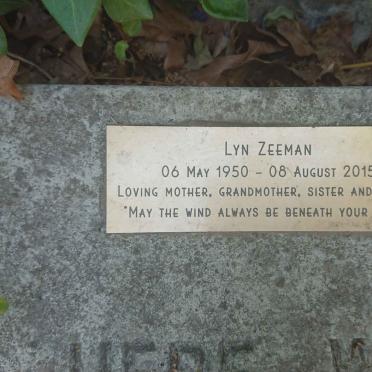 Lyn Zeeman
06 May 1950 – 08 August 2015
Loving mother, grandmother, sister and
"May the wind always be beneath your
HERE W